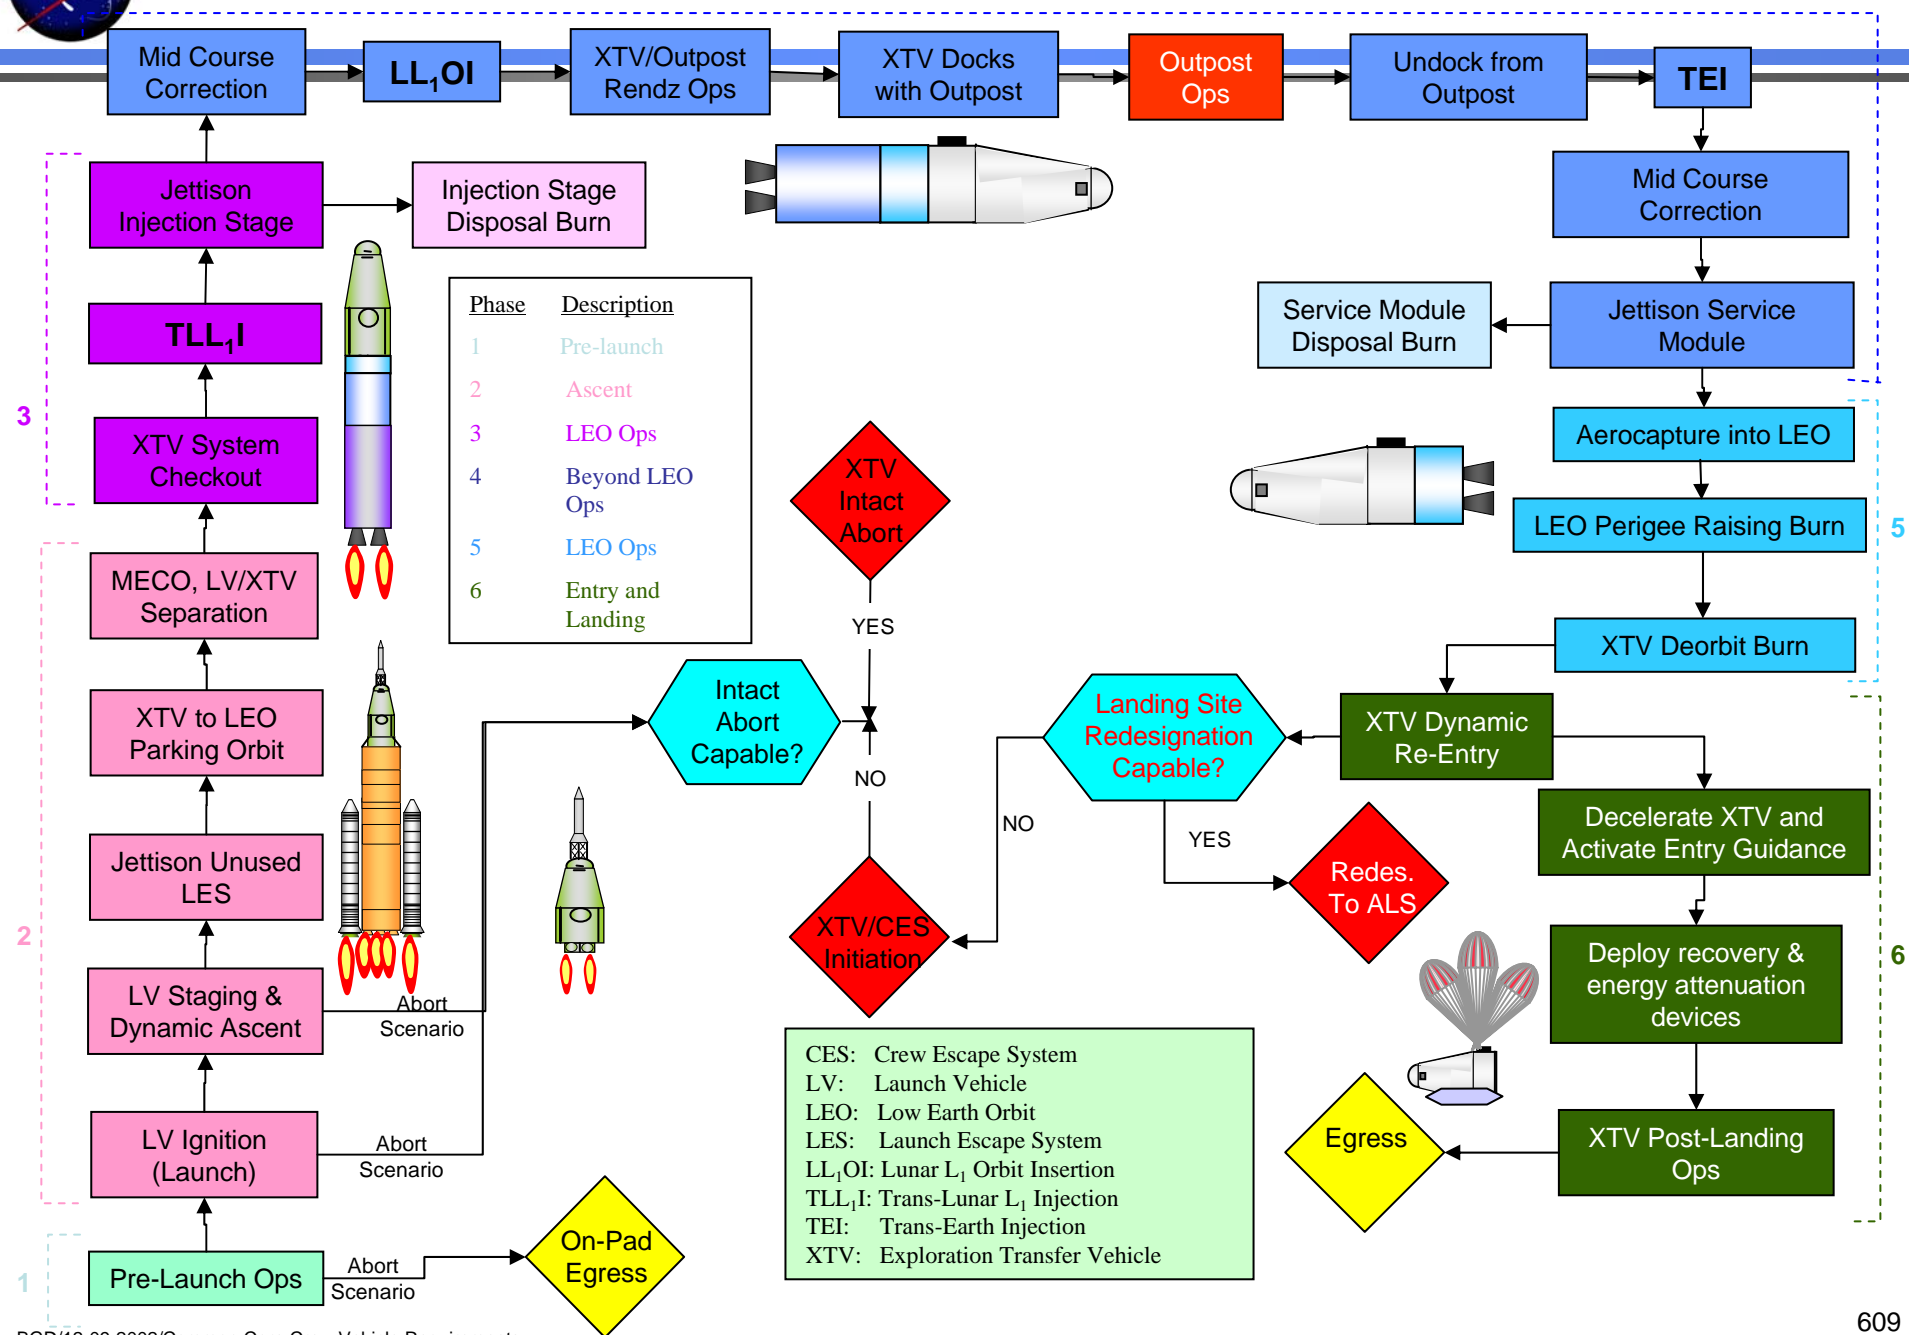 Mid Course
Correction
LL₁OI
XTV/Outpost
Rendz Ops
XTV Docks
with Outpost
Outpost
Ops
Undock from
Outpost
TEI
Jettison
Injection Stage
Injection Stage
Disposal Burn
Mid Course
Correction
TLL₁I
Service Module
Disposal Burn
Jettison Service
Module
Phase Description
1 Pre-launch
2 Ascent
3 LEO Ops
4 Beyond LEO
Ops
5 LEO Ops
6 Entry and
Landing
3
XTV System
Checkout
XTV
Intact
Abort
Aerocapture into LEO
LEO Perigee Raising Burn
5
MECO, LV/XTV
Separation
YES
XTV Deorbit Burn
XTV to LEO
Parking Orbit
Intact
Abort
Capable?
NO
Landing Site
Redesignation
Capable?
XTV Dynamic
Re-Entry
NO
YES
Decelerate XTV and
Activate Entry Guidance
Jettison Unused
LES
Redes.
To ALS
2
XTV/CES
Initiation
Deploy recovery &
energy attenuation
devices
6
LV Staging &
Dynamic Ascent
Abort
Scenario
CES: Crew Escape System
LV: Launch Vehicle
LEO: Low Earth Orbit
LES: Launch Escape System
LL₁OI: Lunar L₁ Orbit Insertion
TLL₁I: Trans-Lunar L₁ Injection
TEI: Trans-Earth Injection
XTV: Exploration Transfer Vehicle
LV Ignition
(Launch)
Abort
Scenario
Egress
XTV Post-Landing
Ops
1
Pre-Launch Ops
Abort
Scenario
On-Pad
Egress
609